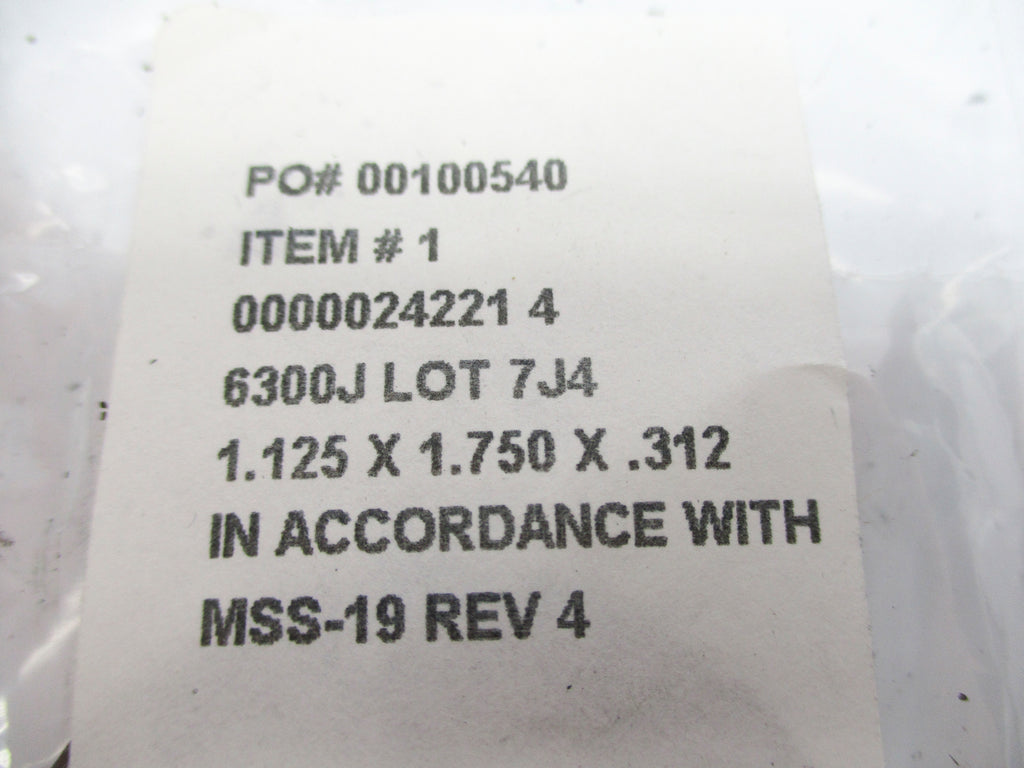 PO# 00100540
ITEM # 1
0000024221 4
6300J LOT 7J4
1.125 X 1.750 X .312
IN ACCORDANCE WITH
MSS-19 REV 4